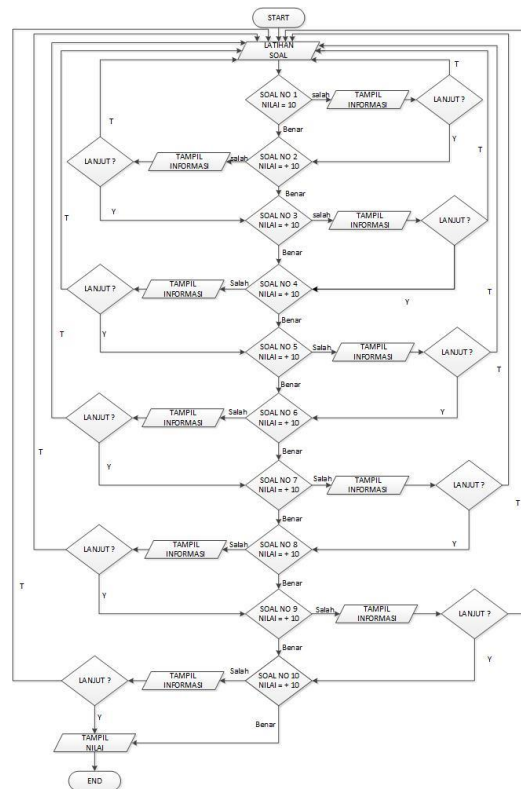 START
LATIHAN
SOAL
T
SOAL NO 1
NILAI = 10
salah
TAMPIL
INFORMASI
LANJUT ?
T
Benar
Y
T
LANJUT ?
TAMPIL
INFORMASI
salah
SOAL NO 2
NILAI = + 10
Benar
Y
SOAL NO 3
NILAI = + 10
salah
TAMPIL
INFORMASI
LANJUT ?
T
Benar
LANJUT ?
TAMPIL
INFORMASI
Salah
SOAL NO 4
NILAI = + 10
T
Y
Benar
Y
T
SOAL NO 5
NILAI = + 10
Salah
TAMPIL
INFORMASI
LANJUT ?
T
Benar
LANJUT ?
TAMPIL
INFORMASI
Salah
SOAL NO 6
NILAI = + 10
Y
Benar
Y
T
SOAL NO 7
NILAI = + 10
Salah
TAMPIL
INFORMASI
LANJUT ?
T
Benar
LANJUT ?
TAMPIL
INFORMASI
Salah
SOAL NO 8
NILAI = + 10
Y
Benar
T
Y
SOAL NO 9
NILAI = + 10
Salah
TAMPIL
INFORMASI
LANJUT ?
Benar
Y
LANJUT ?
TAMPIL
INFORMASI
Salah
SOAL NO 10
NILAI = + 10
Y
Benar
TAMPIL
NILAI
END